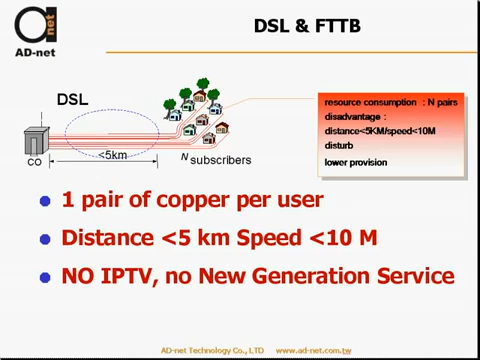 a net
AD-net
DSL & FTTB
DSL
CO
<5km
N subscribers
resource consumption : N pairs
disadvantage :
distance<5KM/speed<10M
disturb
lower provision
1 pair of copper per user
Distance <5 km Speed <10 M
NO IPTV, no New Generation Service
AD-net Technology Co., LTD www.ad-net.com.tw